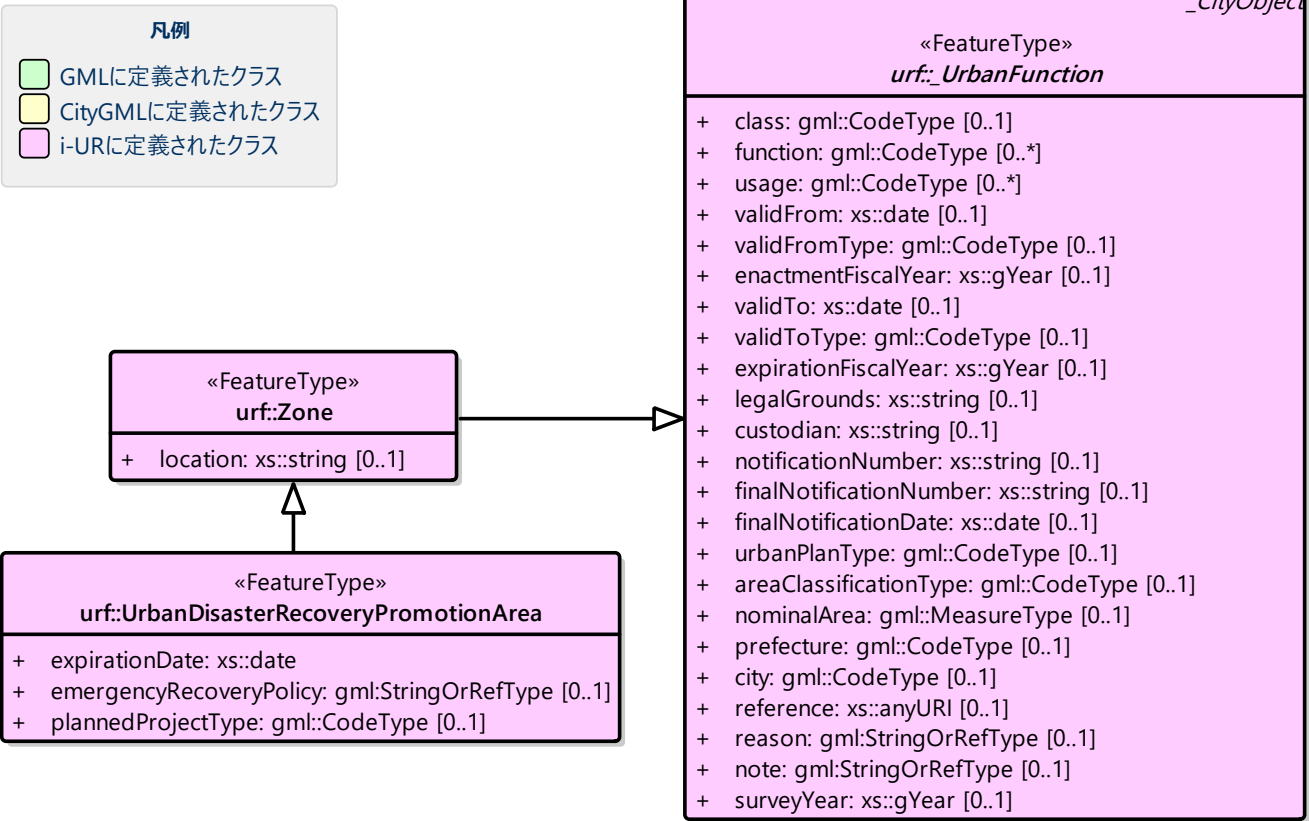 凡例
GMLに定義されたクラス
CityGMLに定義されたクラス
i-URに定義されたクラス
_CityObject
«FeatureType»
urf::_UrbanFunction
+ class: gml::CodeType [0..1]
+ function: gml::CodeType [0..*]
+ usage: gml::CodeType [0..*]
+ validFrom: xs::date [0..1]
+ validFromType: gml::CodeType [0..1]
+ enactmentFiscalYear: xs::gYear [0..1]
+ validTo: xs::date [0..1]
+ validToType: gml::CodeType [0..1]
+ expirationFiscalYear: xs::gYear [0..1]
+ legalGrounds: xs::string [0..1]
+ custodian: xs::string [0..1]
+ notificationNumber: xs::string [0..1]
+ finalNotificationNumber: xs::string [0..1]
+ finalNotificationDate: xs::date [0..1]
+ urbanPlanType: gml::CodeType [0..1]
+ areaClassificationType: gml::CodeType [0..1]
+ nominalArea: gml::MeasureType [0..1]
+ prefecture: gml::CodeType [0..1]
+ city: gml::CodeType [0..1]
+ reference: xs::anyURI [0..1]
+ reason: gml:StringOrRefType [0..1]
+ note: gml:StringOrRefType [0..1]
+ surveyYear: xs::gYear [0..1]
«FeatureType»
urf::Zone
+ location: xs::string [0..1]
«FeatureType»
urf::UrbanDisasterRecoveryPromotionArea
+ expirationDate: xs::date
+ emergencyRecoveryPolicy: gml:StringOrRefType [0..1]
+ plannedProjectType: gml::CodeType [0..1]